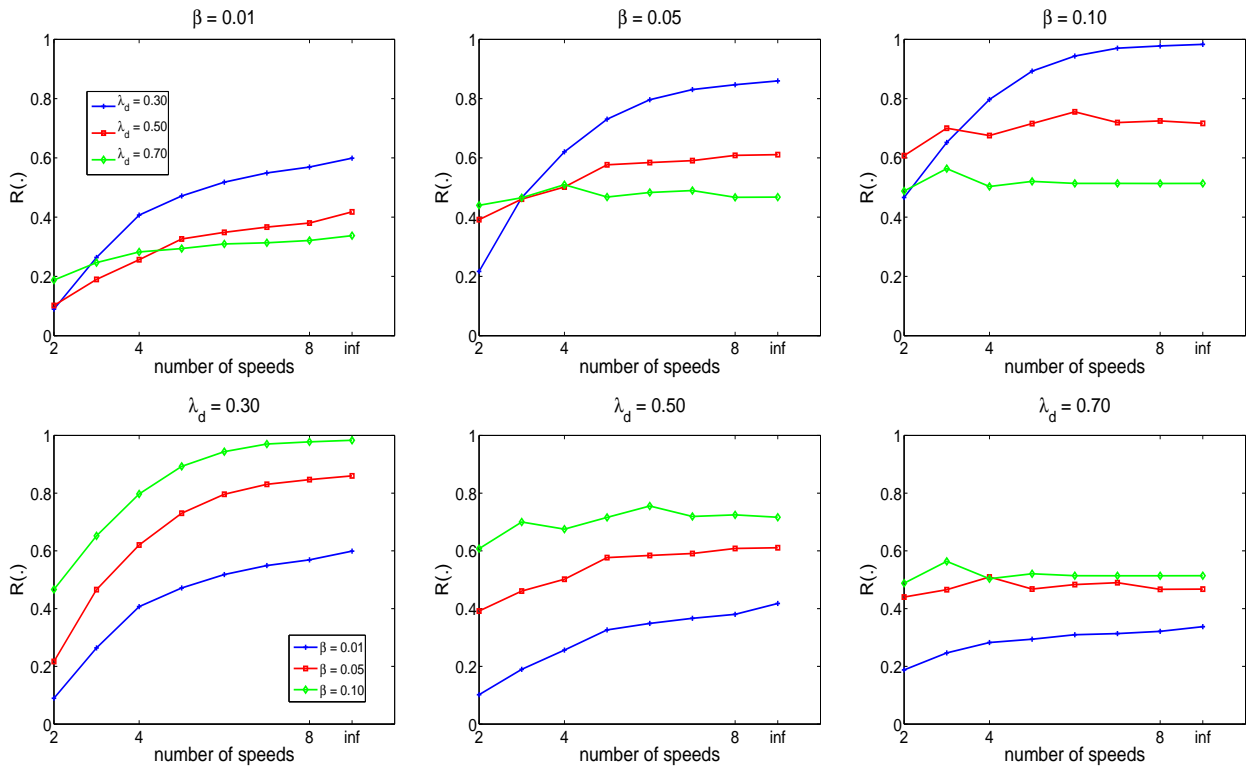 β = 0.01
1
0.8
0.6
0.4
0.2
0
R(.)
λ_d = 0.30
λ_d = 0.50
λ_d = 0.70
2 4 8 inf
number of speeds
β = 0.05
1
0.8
0.6
0.4
0.2
0
R(.)
2 4 8 inf
number of speeds
β = 0.10
1
0.8
0.6
0.4
0.2
0
R(.)
2 4 8 inf
number of speeds
λ_d = 0.30
1
0.8
0.6
0.4
0.2
0
R(.)
β = 0.01
β = 0.05
β = 0.10
2 4 8 inf
number of speeds
λ_d = 0.50
1
0.8
0.6
0.4
0.2
0
R(.)
2 4 8 inf
number of speeds
λ_d = 0.70
1
0.8
0.6
0.4
0.2
0
R(.)
2 4 8 inf
number of speeds